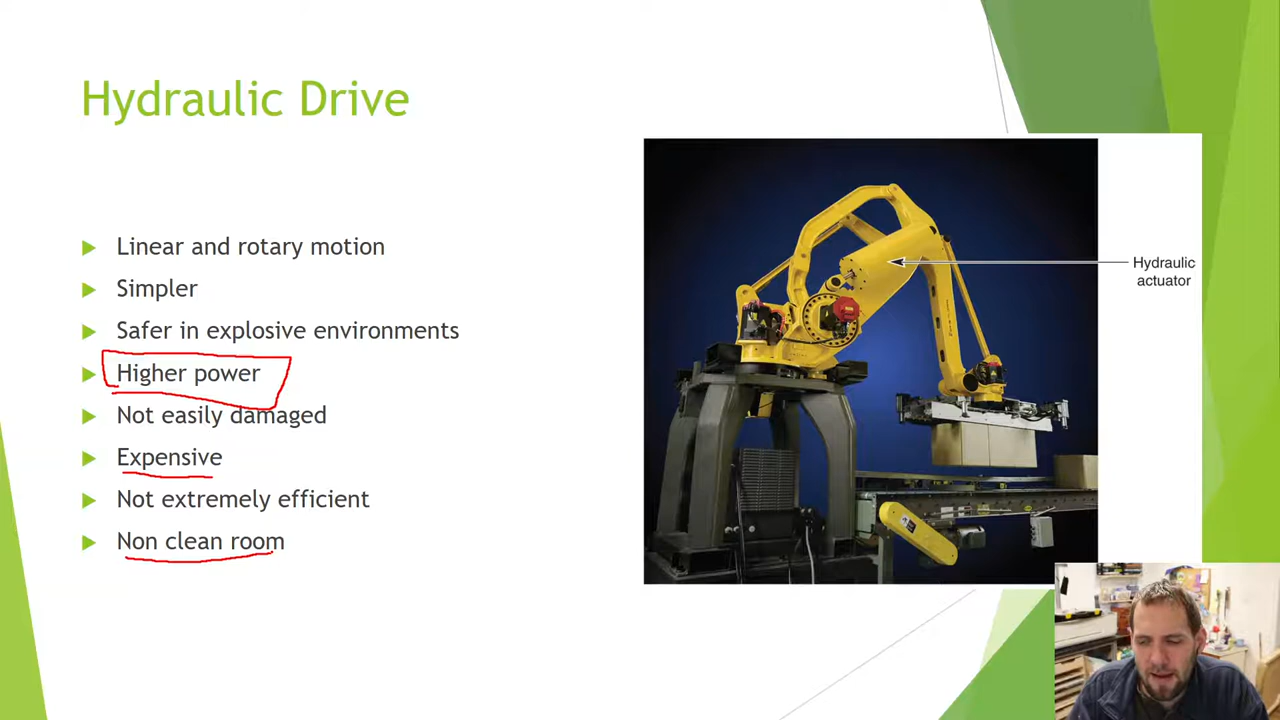 Hydraulic Drive
Linear and rotary motion
Simpler
Safer in explosive environments
Higher power
Not easily damaged
Expensive
Not extremely efficient
Non clean room
Hydraulic
actuator